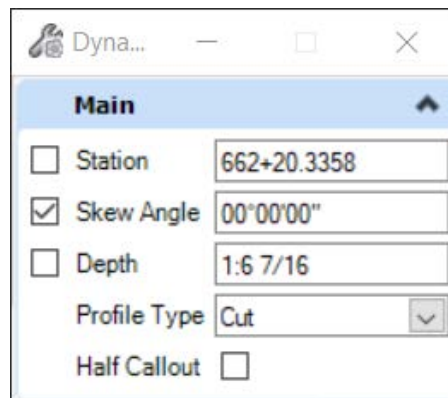 Dyna...
Main
Station 662+20.3358
Skew Angle 00°00'00"
Depth 1:6 7/16
Profile Type Cut
Half Callout